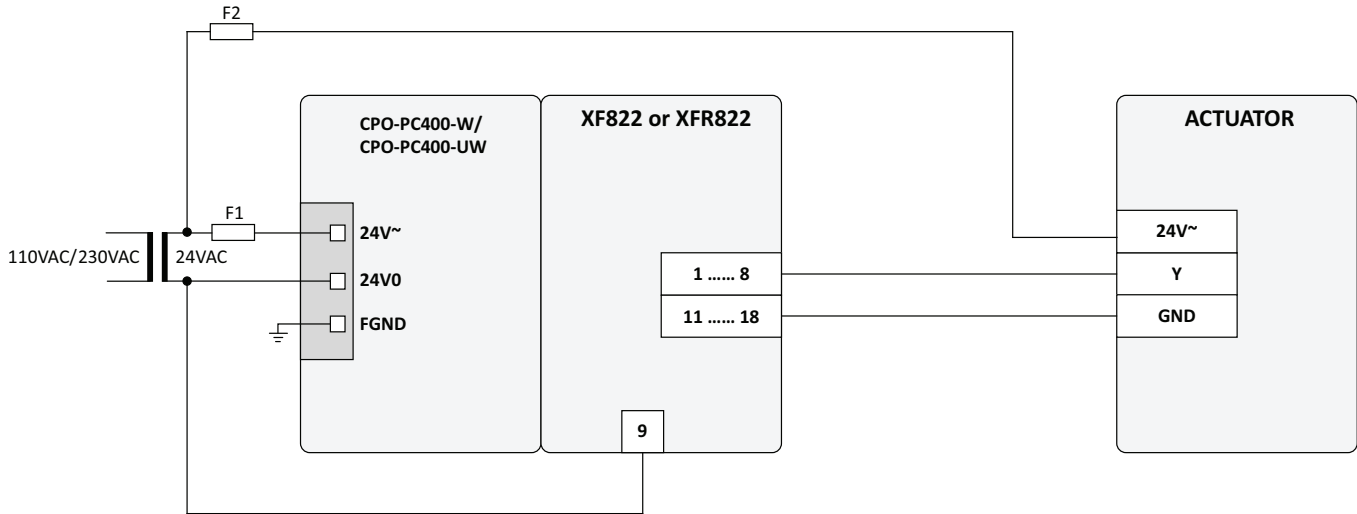 F2
CPO-PC400-W/
CPO-PC400-UW
XF822 or XFR822
ACTUATOR
F1
110VAC/230VAC
24VAC
24V~
24V0
FGND
1 ...... 8
11 ...... 18
24V~
Y
GND
9